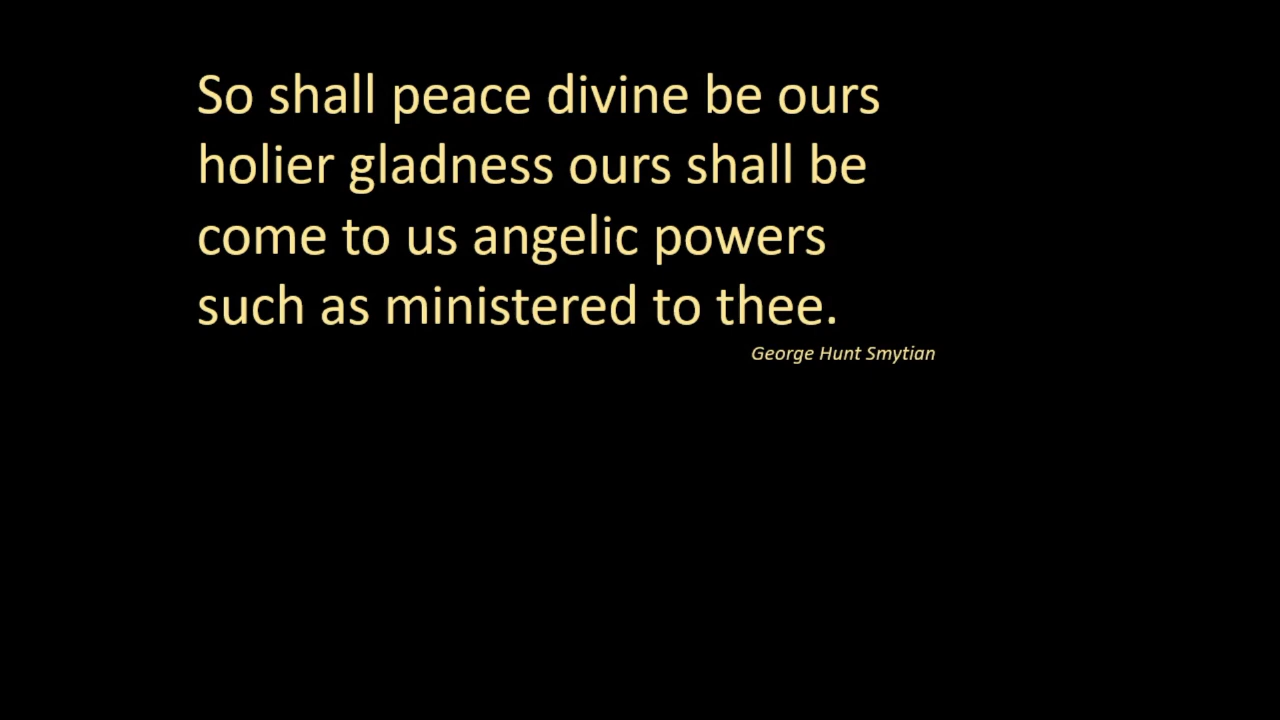 So shall peace divine be ours
holier gladness ours shall be
come to us angelic powers
such as ministered to thee.
George Hunt Smytian